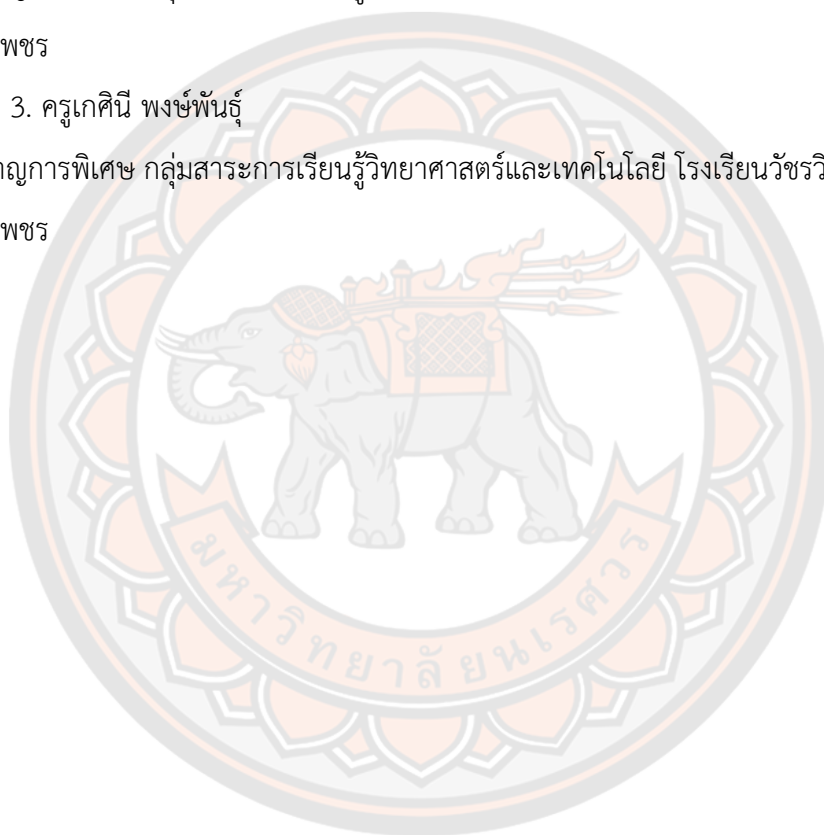 พชร
3. ครูเกศินี พงษ์พันธุ์
ญการพิเศษ กลุ่มสาระการเรียนรู้วิทยาศาสตร์และเทคโนโลยี โรงเรียนวัชรวิ
พชร
มหาวิทยาลัยนเรศวร